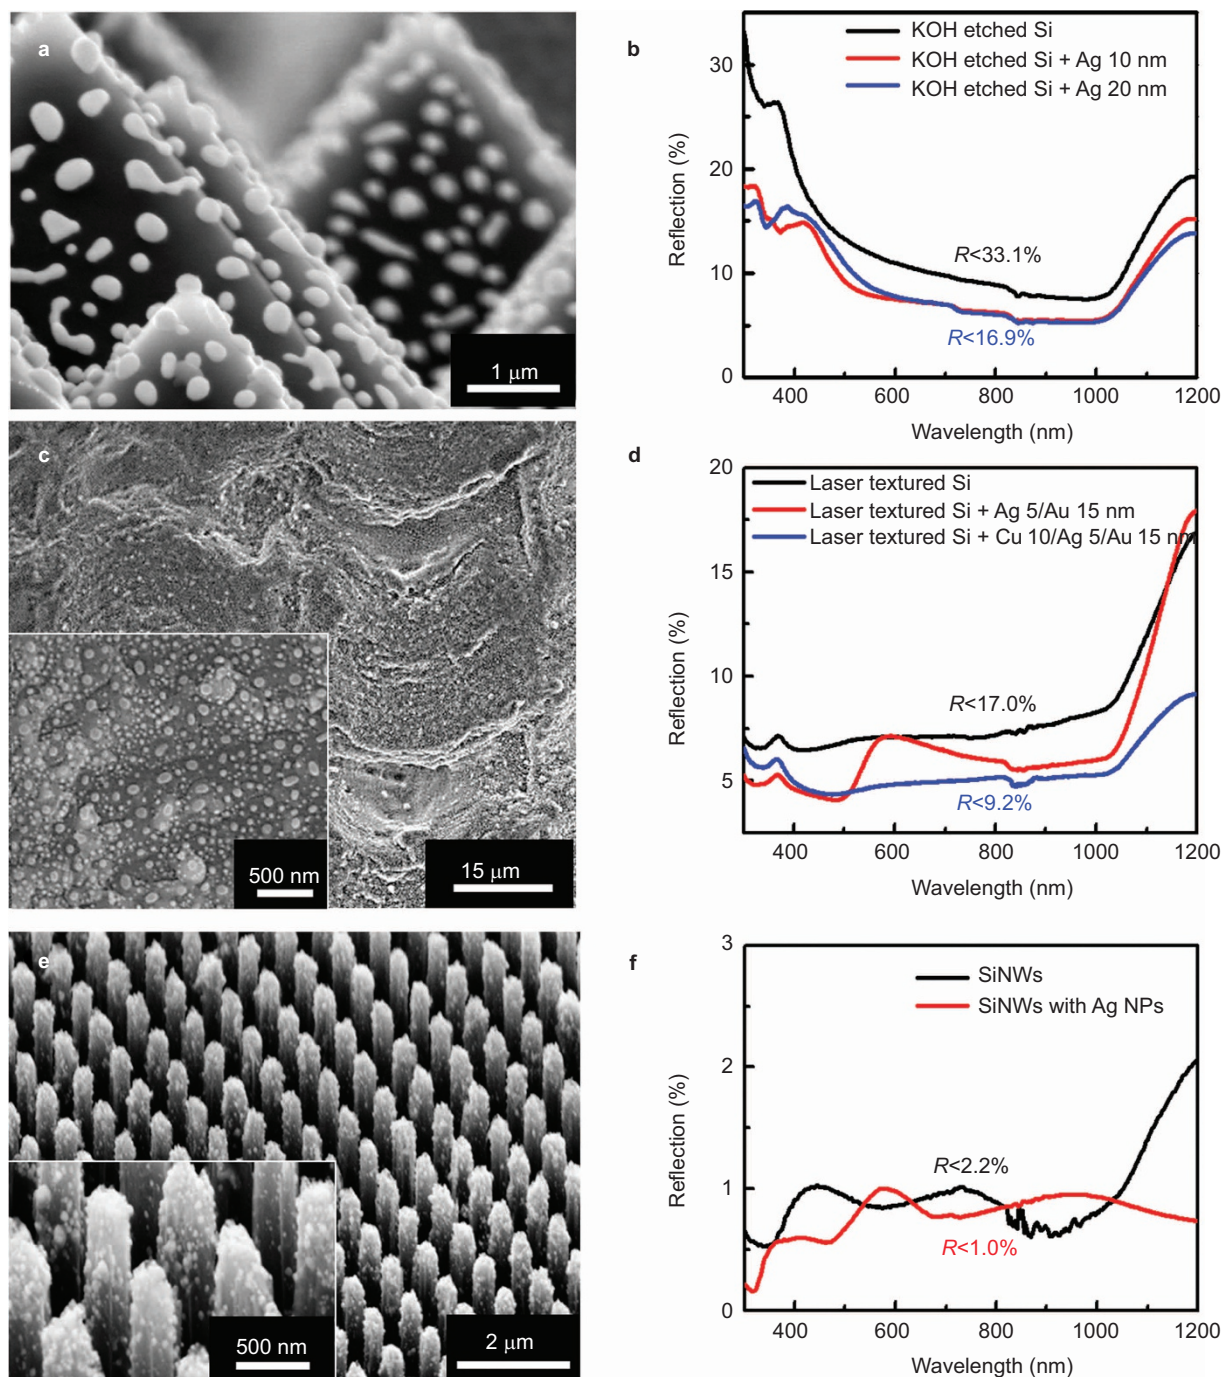 a
1 μm
b
KOH etched Si
KOH etched Si + Ag 10 nm
KOH etched Si + Ag 20 nm
Reflection (%)
30
20
10
0
R<33.1%
R<16.9%
400 600 800 1000 1200
Wavelength (nm)
c
500 nm
15 μm
d
Laser textured Si
Laser textured Si + Ag 5/Au 15 nm
Laser textured Si + Cu 10/Ag 5/Au 15 nm
Reflection (%)
20
15
10
5
R<17.0%
R<9.2%
400 600 800 1000 1200
Wavelength (nm)
e
500 nm
2 μm
f
SiNWs
SiNWs with Ag NPs
Reflection (%)
3
2
1
0
R<2.2%
R<1.0%
400 600 800 1000 1200
Wavelength (nm)